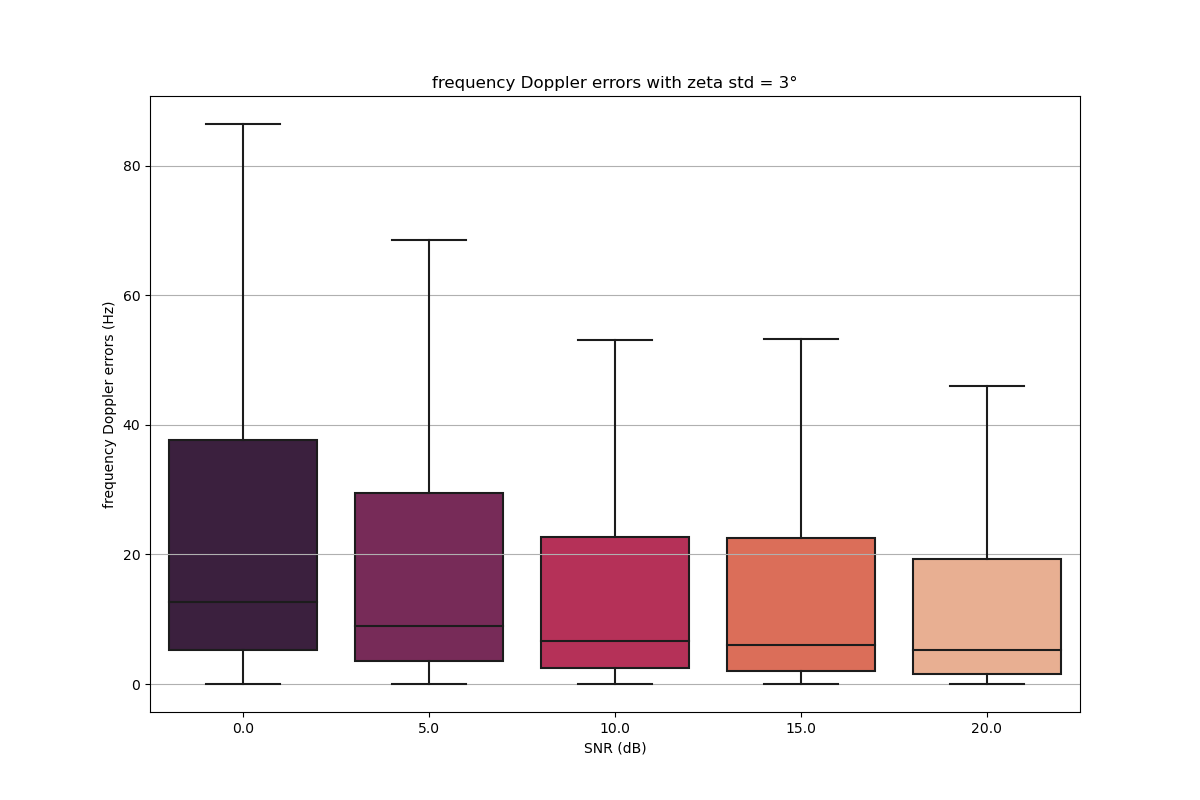 frequency Doppler errors with zeta std = 3°
frequency Doppler errors (Hz)
80
60
40
20
0
0.0 5.0 10.0 15.0 20.0
SNR (dB)